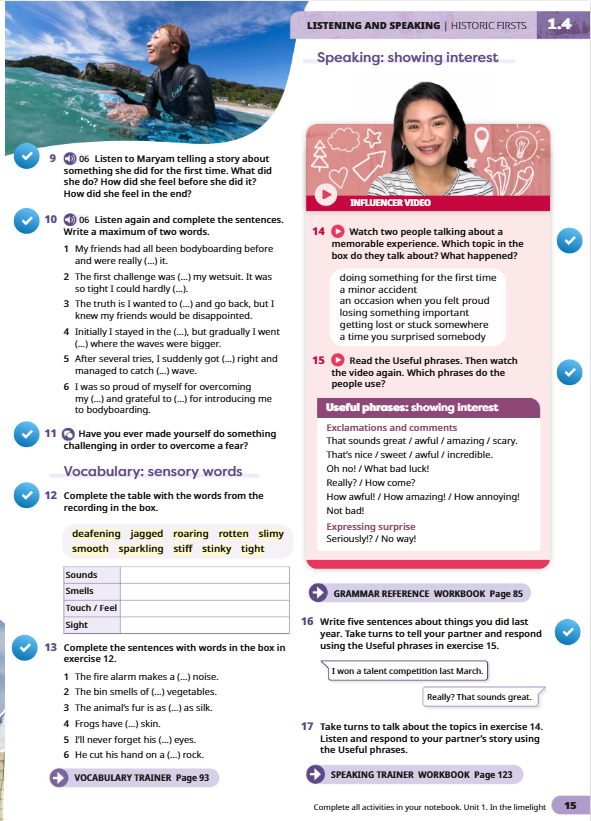 LISTENING AND SPEAKING | HISTORIC FIRSTS 1.4
9 06 Listen to Maryam telling a story about
something she did for the first time. What did
she do? How did she feel before she did it?
How did she feel in the end?
10 06 Listen again and complete the sentences.
Write a maximum of two words.
1 My friends had all been bodyboarding before
and were really (...) it.
2 The first challenge was (...) my wetsuit. It was
so tight I could hardly (...).
3 The truth is I wanted to (...) and go back, but I
knew my friends would be disappointed.
4 Initially I stayed in the (...), but gradually I went
(...) where the waves were bigger.
5 After several tries, I suddenly got (...) right and
managed to catch (...) wave.
6 I was so proud of myself for overcoming
my (...) and grateful to (...) for introducing me
to bodyboarding.
11 Have you ever made yourself do something
challenging in order to overcome a fear?
Vocabulary: sensory words
12 Complete the table with the words from the
recording in the box.
deafening jagged roaring rotten slimy
smooth sparkling stiff stinky tight
Sounds
Smells
Touch / Feel
Sight
13 Complete the sentences with words in the box in
exercise 12.
1 The fire alarm makes a (...) noise.
2 The bin smells of (...) vegetables.
3 The animal's fur is as (...) as silk.
4 Frogs have (...) skin.
5 I'll never forget his (...) eyes.
6 He cut his hand on a (...) rock.
VOCABULARY TRAINER Page 93
Speaking: showing interest
INFLUENCER VIDEO
14 Watch two people talking about a
memorable experience. Which topic in the
box do they talk about? What happened?
doing something for the first time
a minor accident
an occasion when you felt proud
losing something important
getting lost or stuck somewhere
a time you surprised somebody
15 Read the Useful phrases. Then watch
the video again. Which phrases do the
people use?
Useful phrases: showing interest
Exclamations and comments
That sounds great / awful / amazing / scary.
That's nice / sweet / awful / incredible.
Oh no! / What bad luck!
Really? / How come?
How awful! / How amazing! / How annoying!
Not bad!
Expressing surprise
Seriously!? / No way!
GRAMMAR REFERENCE WORKBOOK Page 85
16 Write five sentences about things you did last
year. Take turns to tell your partner and respond
using the Useful phrases in exercise 15.
I won a talent competition last March.
Really? That sounds great.
17 Take turns to talk about the topics in exercise 14.
Listen and respond to your partner's story using
the Useful phrases.
SPEAKING TRAINER WORKBOOK Page 123
Complete all activities in your notebook. Unit 1. In the limelight 15